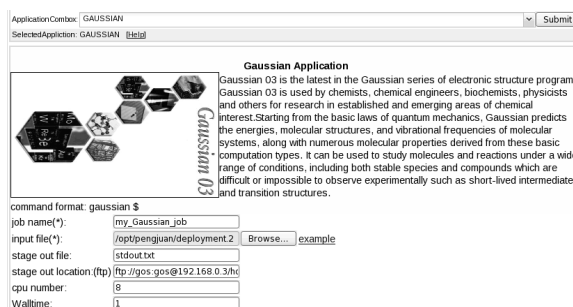 ApplicationCombox: GAUSSIAN Submit
SelectedAppliction: GAUSSIAN [Help]
Gaussian Application
Gaussian 03
Gaussian 03 is the latest in the Gaussian series of electronic structure program
Gaussian 03 is used by chemists, chemical engineers, biochemists, physicists
and others for research in established and emerging areas of chemical
interest.Starting from the basic laws of quantum mechanics, Gaussian predicts
the energies, molecular structures, and vibrational frequencies of molecular
systems, along with numerous molecular properties derived from these basic
computation types. It can be used to study molecules and reactions under a wid
range of conditions, including both stable species and compounds which are
difficult or impossible to observe experimentally such as short-lived intermediate
and transition structures.
command format: gaussian $
job name(*): my_Gaussian_job
input file(*): /opt/pengjuan/deployment.2 Browse... example
stage out file: stdout.txt
stage out location:(ftp) ftp://gos:gos@192.168.0.3/hc
cpu number: 8
Walltime: 1